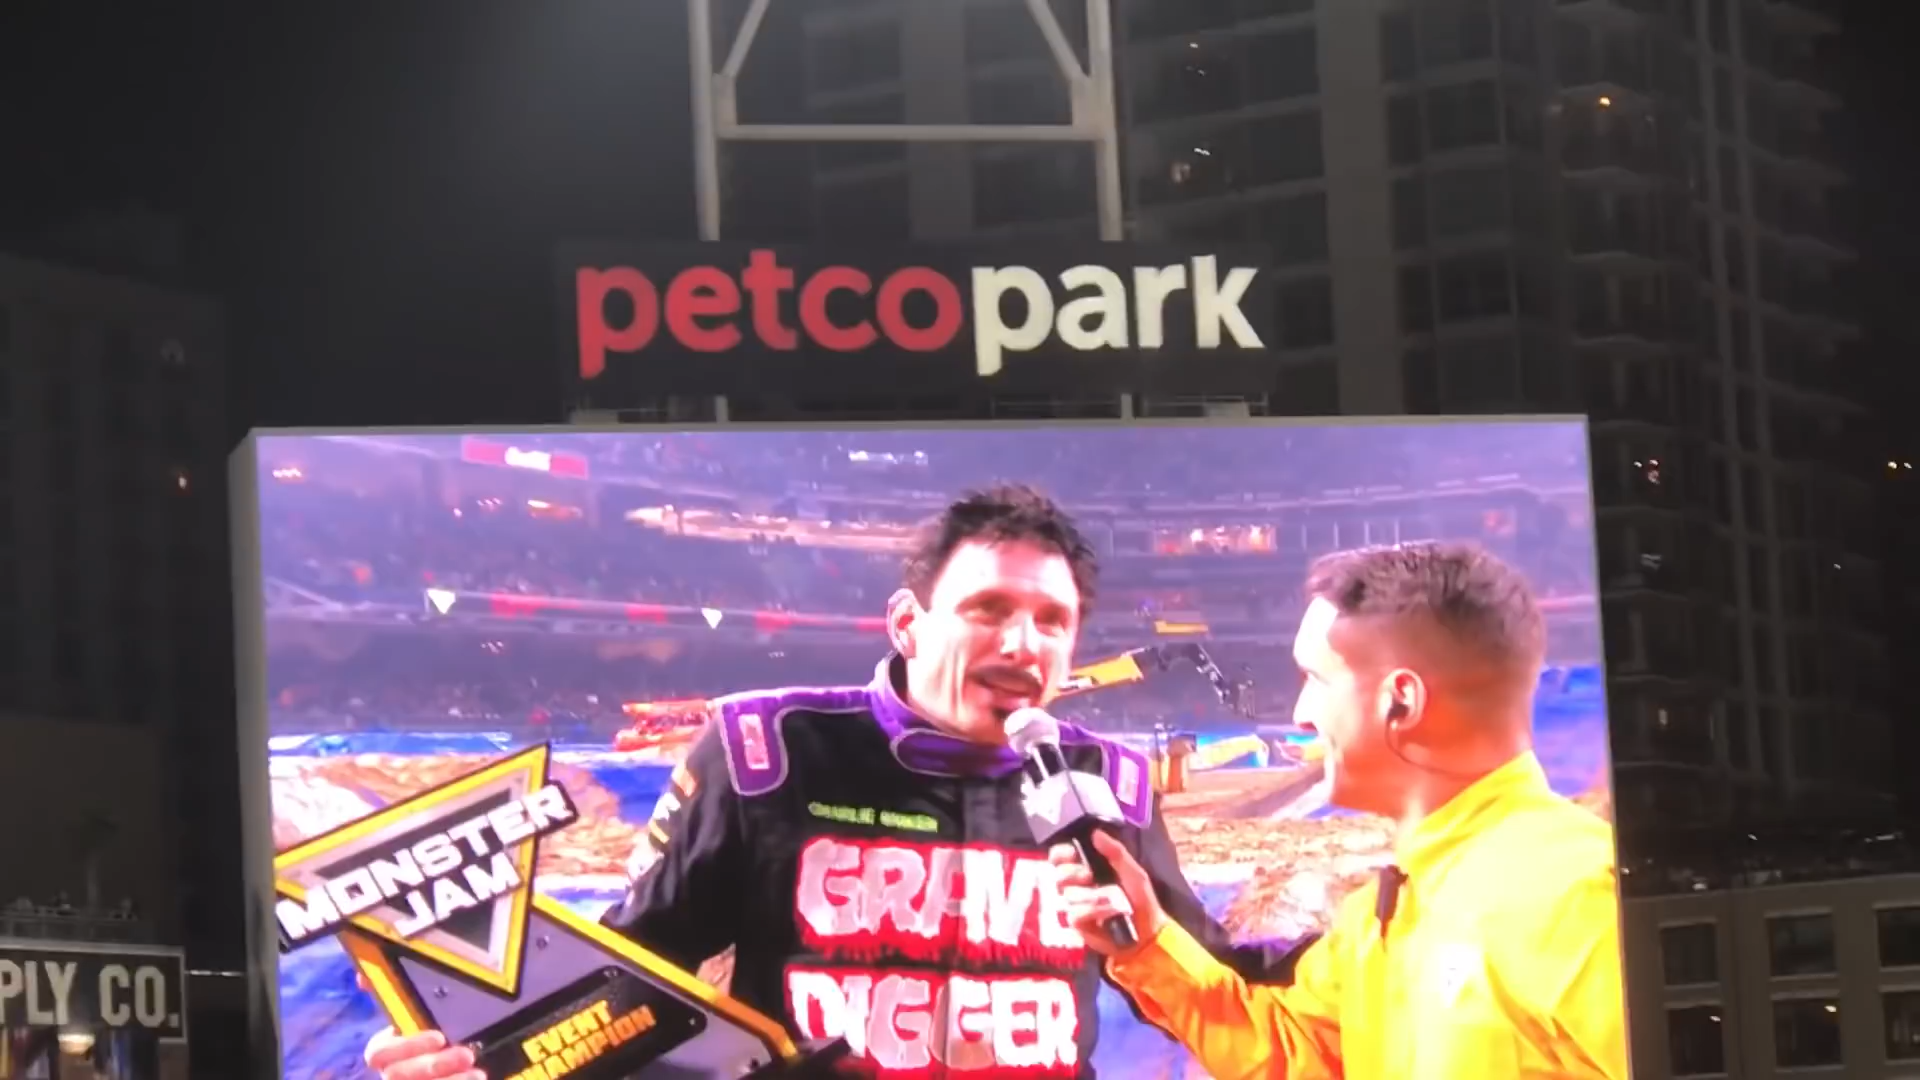 petcopark
MONSTER
JAM
GRAVE
DIGGER
EVENT
CHAMPION
PLY CO.